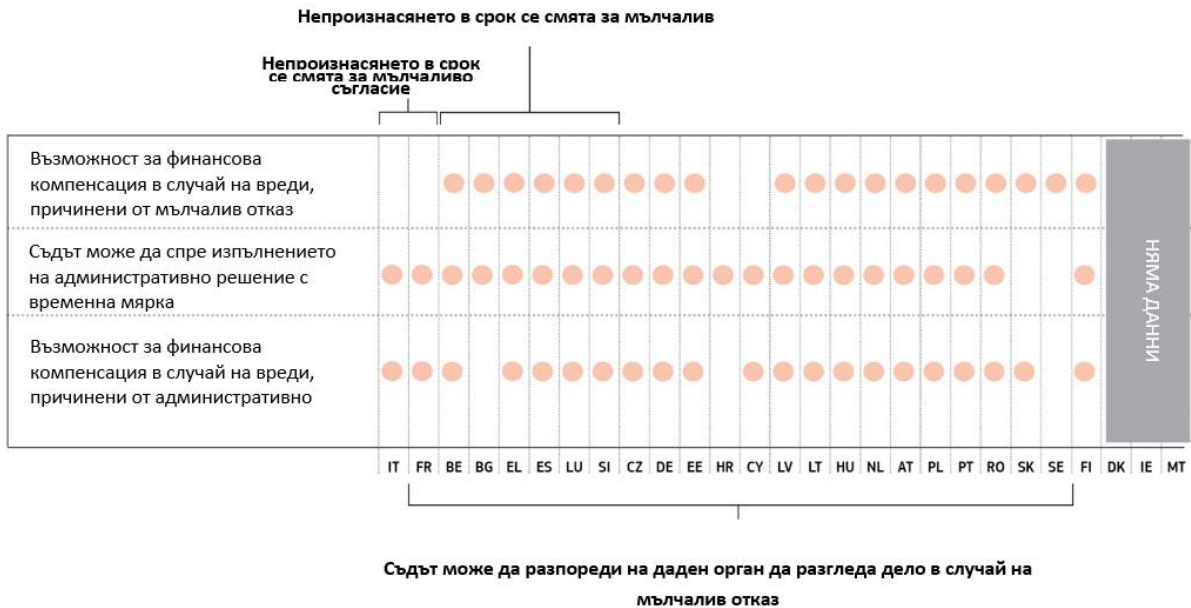 Непроизнасянето в срок се смята за мълчалив
Непроизнасянето в срок
се смята за мълчаливо
съгласие
Възможност за финансова
компенсация в случай на вреди,
причинени от мълчалив отказ
Съдът може да спре изпълнението
на административно решение с
временна мярка
Възможност за финансова
компенсация в случай на вреди,
причинени от административно
НЯМА ДАННИ
IT FR BE BG EL ES LU SI CZ DE EE HR CY LV LT HU NL AT PL PT RO SK SE FI DK IE MT
Съдът може да разпореди на даден орган да разгледа дело в случай на
мълчалив отказ